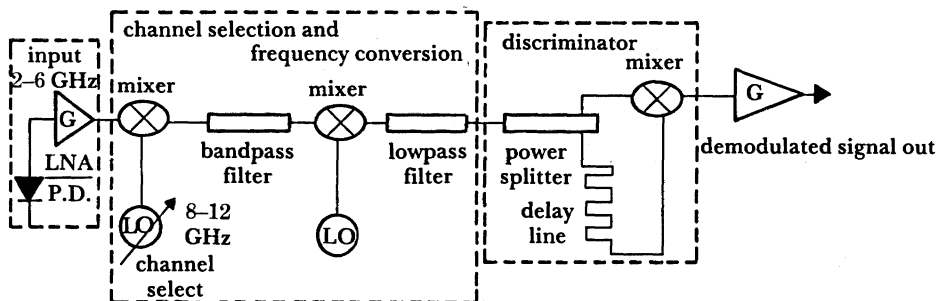 input
2–6 GHz
G
LNA
P.D.
channel selection and
frequency conversion
mixer
LO
8–12
GHz
channel
select
bandpass
filter
mixer
LO
lowpass
filter
discriminator
mixer
power
splitter
delay
line
G
demodulated signal out